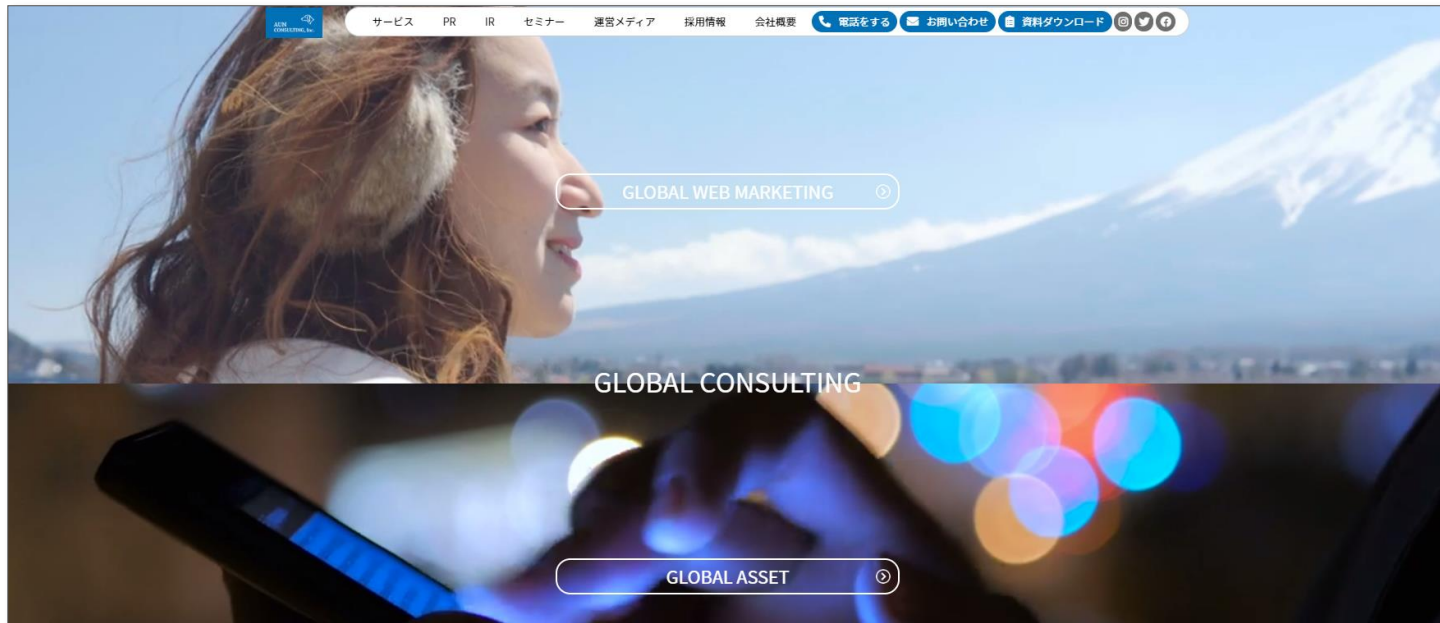 AUN
CONSULTING, Inc.
サービス PR IR セミナー 運営メディア 採用情報 会社概要 電話をする お問い合わせ 資料ダウンロード
GLOBAL WEB MARKETING
GLOBAL CONSULTING
GLOBAL ASSET